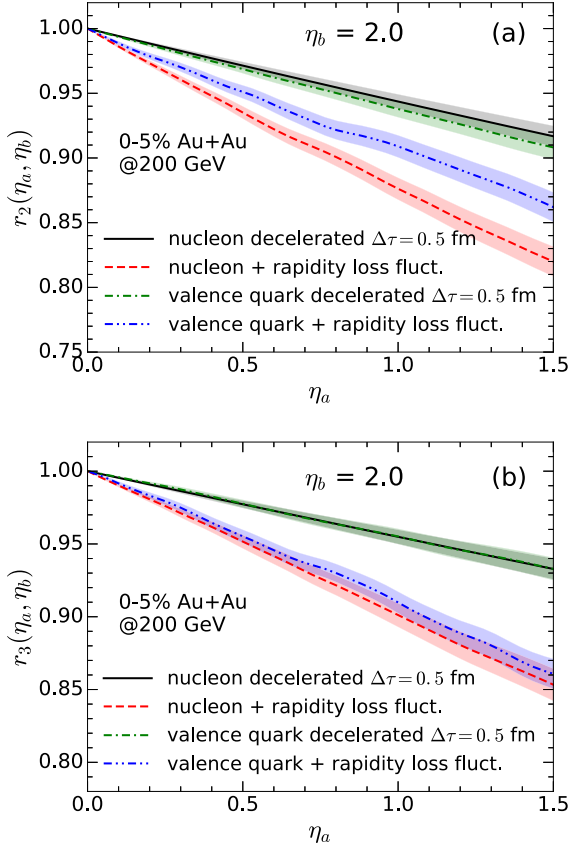 1.00
0.95
0.90
0.85
0.80
0.75
r2(ηa, ηb)
ηb = 2.0
(a)
0-5% Au+Au
@200 GeV
nucleon decelerated Δτ = 0.5 fm
nucleon + rapidity loss fluct.
valence quark decelerated Δτ = 0.5 fm
valence quark + rapidity loss fluct.
0.0 0.5 1.0 1.5
ηa
1.00
0.95
0.90
0.85
0.80
r3(ηa, ηb)
ηb = 2.0
(b)
0-5% Au+Au
@200 GeV
nucleon decelerated Δτ = 0.5 fm
nucleon + rapidity loss fluct.
valence quark decelerated Δτ = 0.5 fm
valence quark + rapidity loss fluct.
0.0 0.5 1.0 1.5
ηa